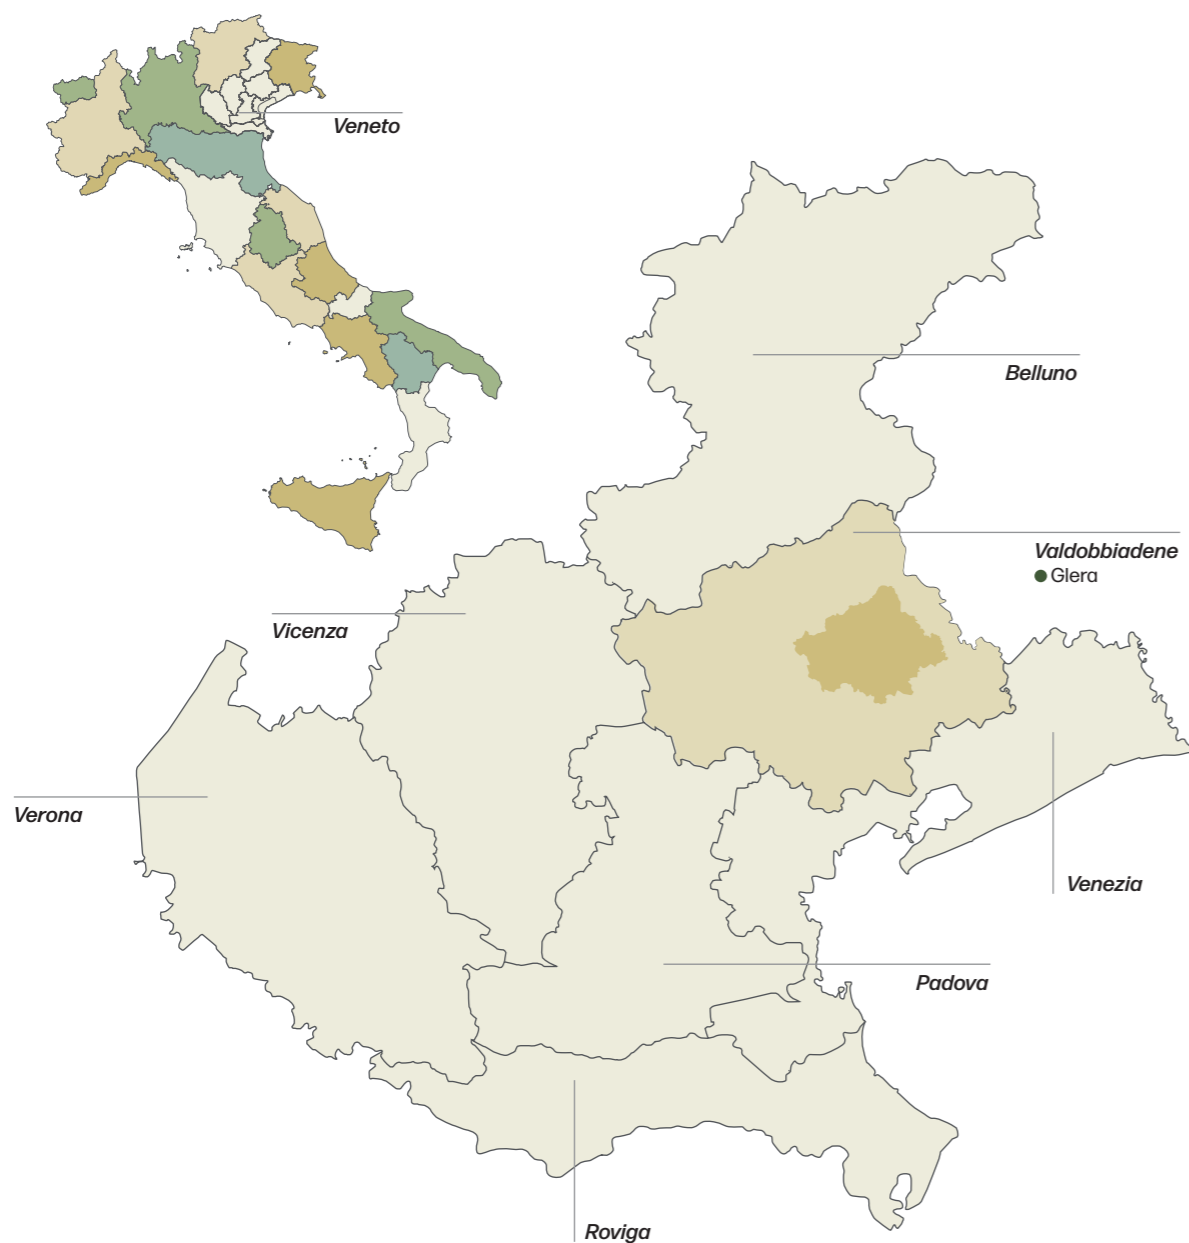 Veneto
Belluno
Valdobbiadene
Glera
Vicenza
Verona
Venezia
Padova
Roviga